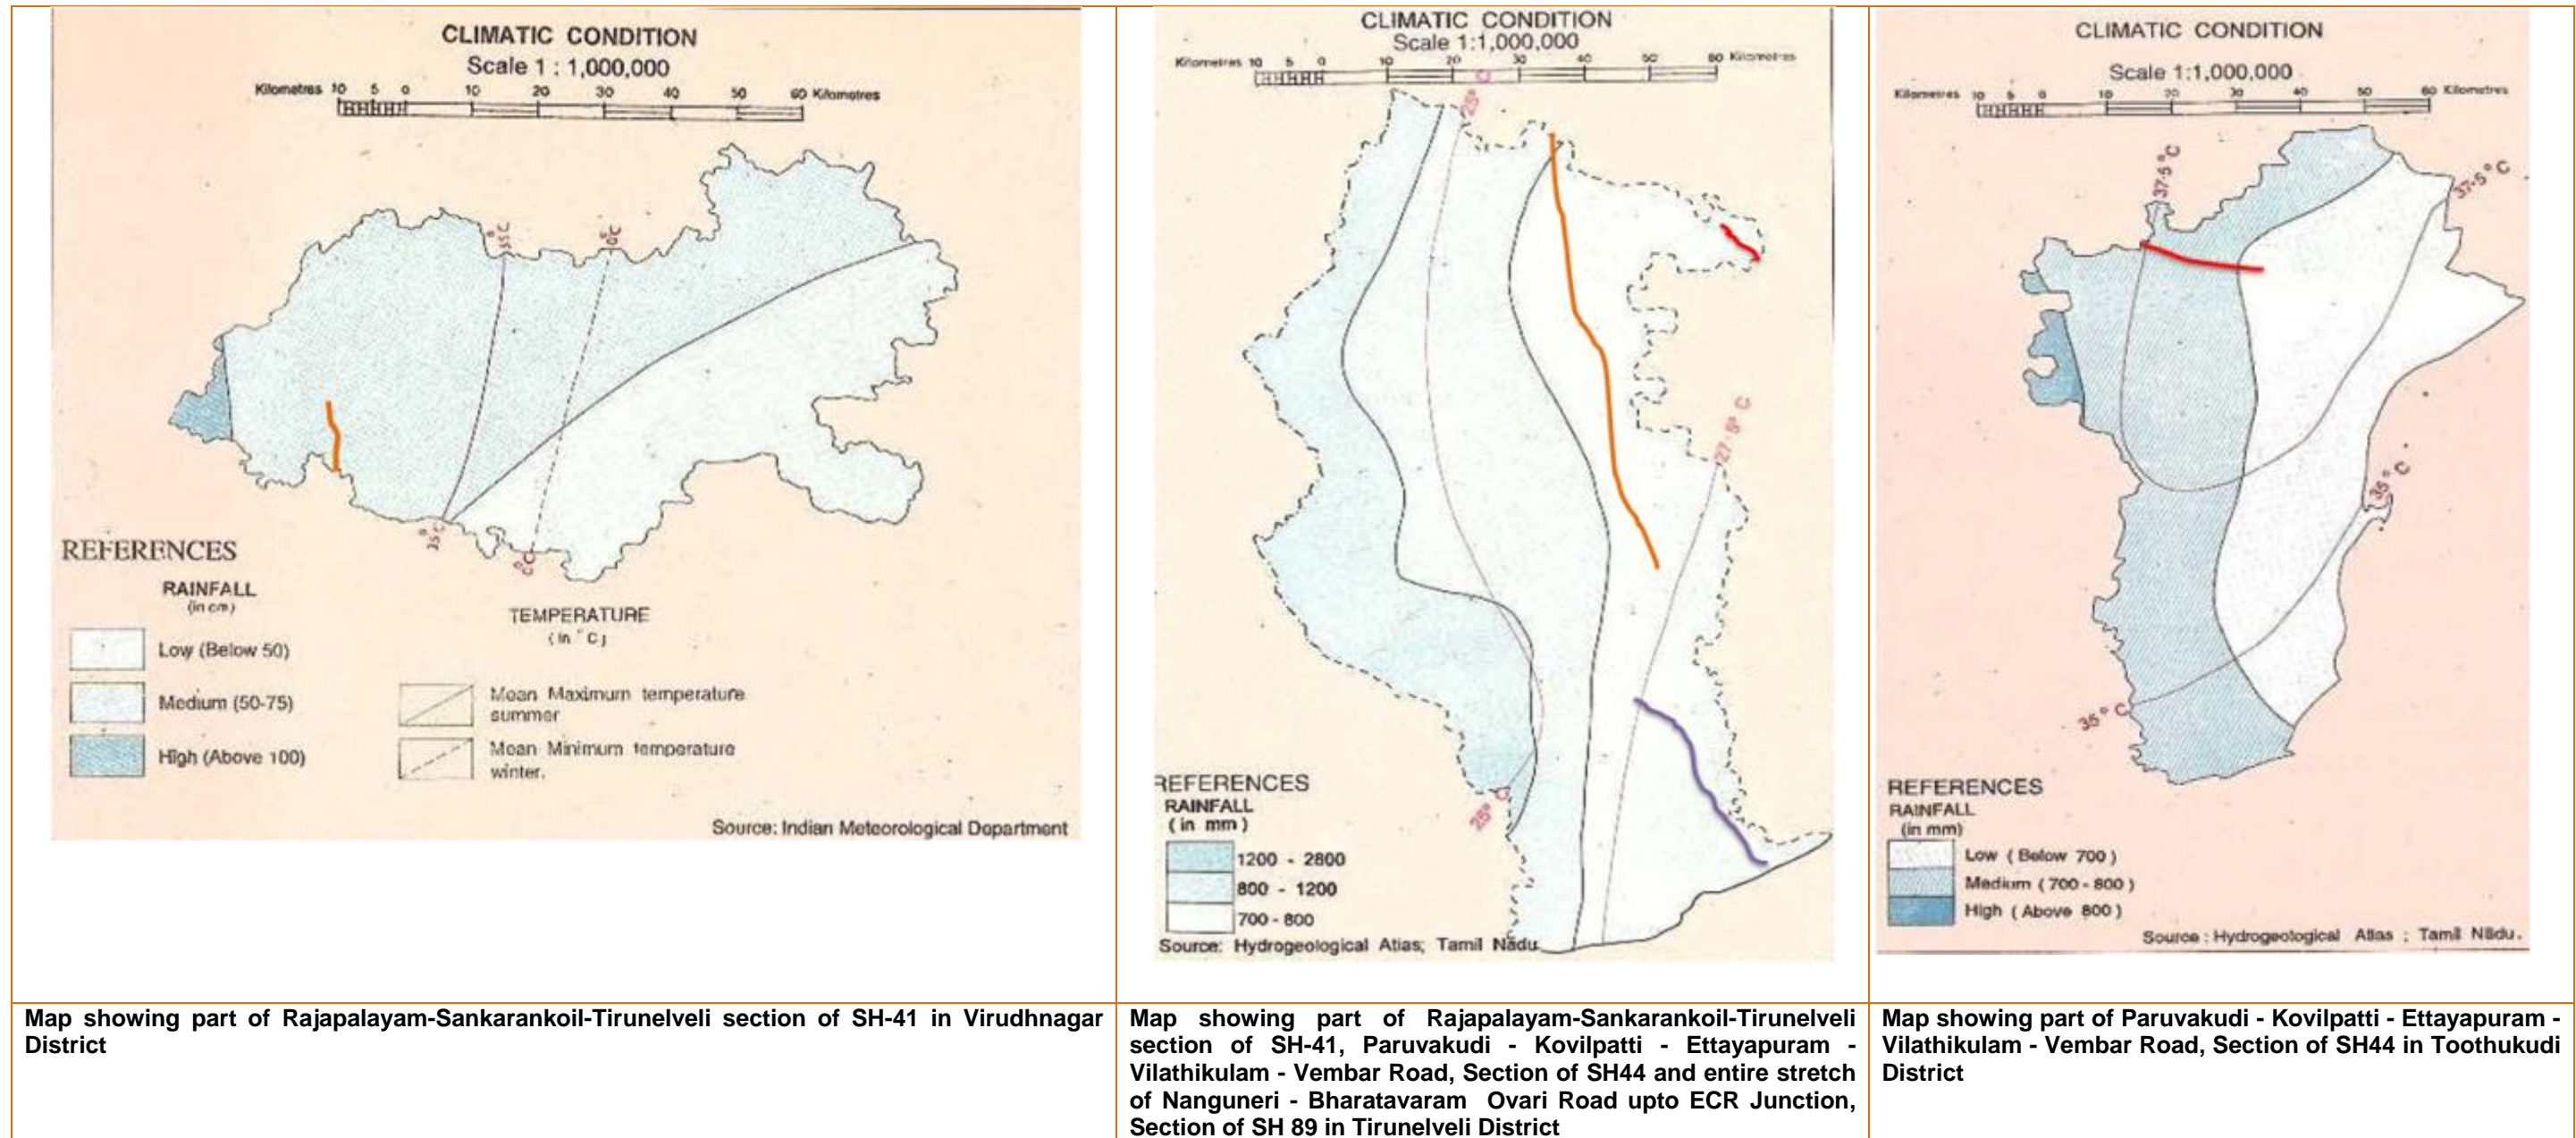 CLIMATIC CONDITION
Scale 1 : 1,000,000
Kilometres 10 5 0 10 20 30 40 50 60 Kilometres
35°C
35°C
REFERENCES
RAINFALL
(in cm)
Low (Below 50)
Medium (50-75)
High (Above 100)
TEMPERATURE
(in °C)
Mean Maximum temperature
summer
Mean Minimum temperature
winter.
Source: Indian Meteorological Department
Map showing part of Rajapalayam-Sankarankoil-Tirunelveli section of SH-41 in Virudhnagar
District
CLIMATIC CONDITION
Scale 1:1,000,000
Kilometres 10 5 0 10 20 30 40 50 60 Kilometres
25° C
27·5° C
25° C
REFERENCES
RAINFALL
(in mm)
1200 - 2800
800 - 1200
700 - 800
Source: Hydrogeological Atlas; Tamil Nadu
Map showing part of Rajapalayam-Sankarankoil-Tirunelveli
section of SH-41, Paruvakudi - Kovilpatti - Ettayapuram -
Vilathikulam - Vembar Road, Section of SH44 and entire stretch
of Nanguneri - Bharatavaram Ovari Road upto ECR Junction,
Section of SH 89 in Tirunelveli District
CLIMATIC CONDITION
Scale 1:1,000,000
Kilometres 10 5 0 10 20 30 40 50 60 Kilometres
37·5°C
37·5°C
35°C
35°C
REFERENCES
RAINFALL
(in mm)
Low ( Below 700 )
Medium ( 700 - 800 )
High ( Above 800 )
Source : Hydrogeological Atlas ; Tamil Nadu.
Map showing part of Paruvakudi - Kovilpatti - Ettayapuram -
Vilathikulam - Vembar Road, Section of SH44 in Toothukudi
District